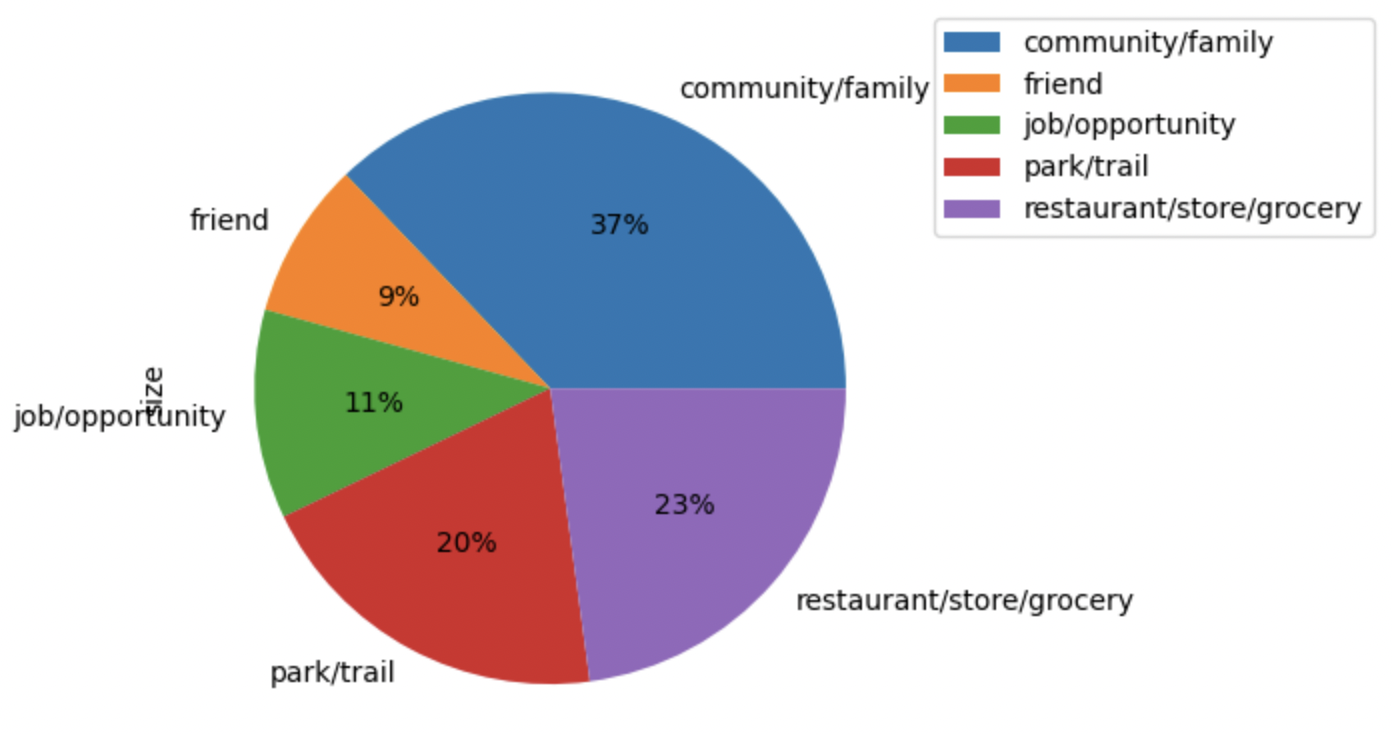 community/family
friend
job/opportunity
park/trail
restaurant/store/grocery
community/family
37%
friend
9%
size
job/opportunity
11%
23%
20%
restaurant/store/grocery
park/trail